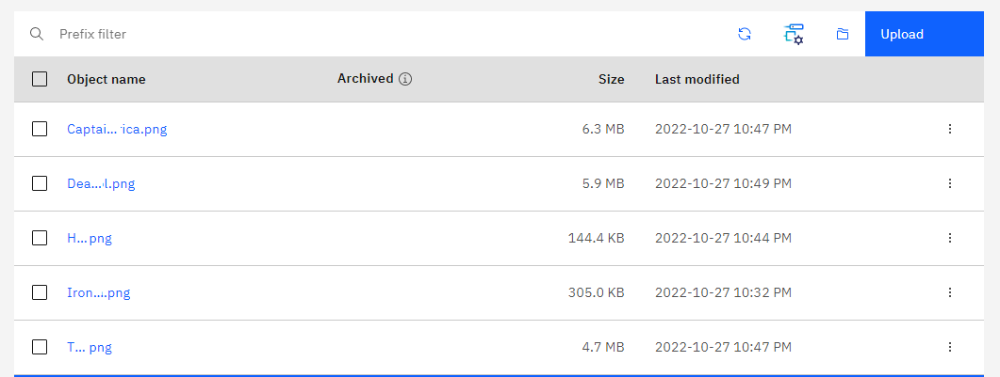 Prefix filter Upload
Object name Archived Size Last modified
Captai... ica.png 6.3 MB 2022-10-27 10:47 PM
Dea...l.png 5.9 MB 2022-10-27 10:49 PM
H... png 144.4 KB 2022-10-27 10:44 PM
Iron....png 305.0 KB 2022-10-27 10:32 PM
T... png 4.7 MB 2022-10-27 10:47 PM